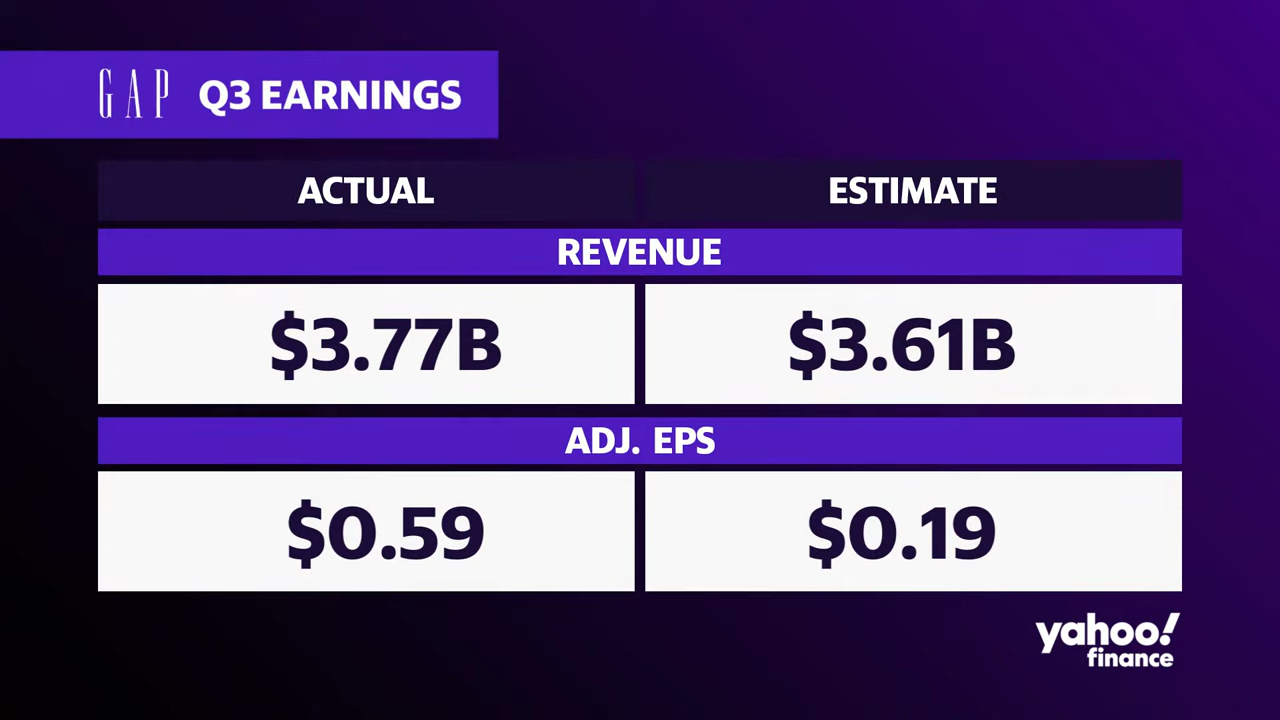 GAP Q3 EARNINGS
ACTUAL ESTIMATE
REVENUE
$3.77B $3.61B
ADJ. EPS
$0.59 $0.19
yahoo!
finance